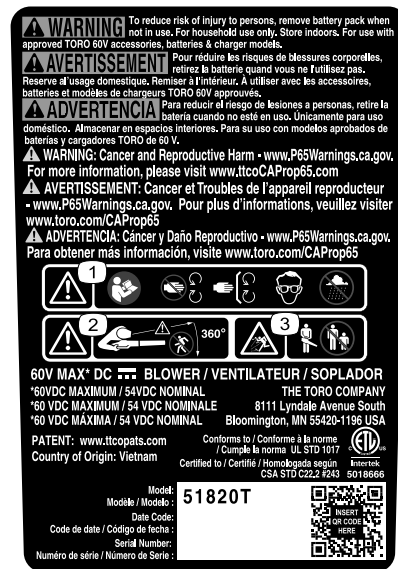 WARNING To reduce risk of injury to persons, remove battery pack when
not in use. For household use only. Store indoors. For use with
approved TORO 60V accessories, batteries & charger models.
AVERTISSEMENT Pour réduire les risques de blessures corporelles,
retirez la batterie quand vous ne l'utilisez pas.
Reserve al'usage domestique. Remiser à l'intérieur. A utiliser avec les accessoires,
batteries et modèles de chargeurs TORO 60V approuvés.
ADVERTENCIA Para reducir el riesgo de lesiones a personas, retire la
batería cuando no esté en uso. Únicamente para uso
doméstico. Almacenar en espacios interiores. Para su uso con modelos aprobados de
baterías y cargadores TORO de 60 V.
WARNING: Cancer and Reproductive Harm - www.P65Warnings.ca.gov.
For more information, please visit www.ttcoCAProp65.com
AVERTISSEMENT: Cancer et Troubles de l'appareil reproducteur
- www.P65Warnings.ca.gov. Pour plus d'informations, veuillez visiter
www.toro.com/CAProp65
ADVERTENCIA: Cáncer y Daño Reproductivo - www.P65Warnings.ca.gov.
Para obtener más información, visite www.toro.com/CAProp65
1
2
360°
3
60V MAX* DC BLOWER / VENTILATEUR / SOPLADOR
*60VDC MAXIMUM / 54VDC NOMINAL
*60 VDC MAXIMUM / 54 VDC NOMINALE
*60 VDC MÁXIMA / 54 VDC NOMINAL
THE TORO COMPANY
8111 Lyndale Avenue South
Bloomington, MN 55420-1196 USA
PATENT: www.ttcopats.com
Country of Origin: Vietnam
Conforms to / Conforme à la norme
/ Cumple la norma UL STD 1017
Certified to / Certifié / Homologada según
CSA STD C22.2 #243
c ETL us
Intertek
5018666
Model:
Modèle / Modelo :
51820T
Date Code:
Code de date / Código de fecha :
Serial Number:
Numéro de série / Número de Serie :
INSERT
QR CODE
HERE